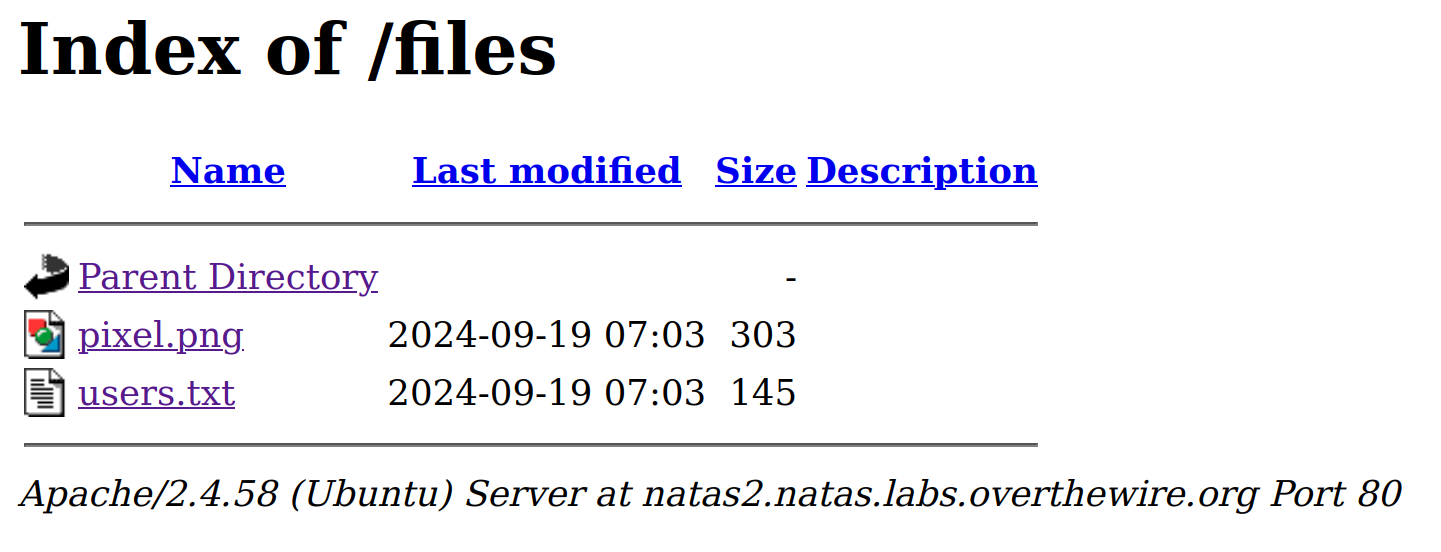 Index of /files
Name Last modified Size Description
Parent Directory -
pixel.png 2024-09-19 07:03 303
users.txt 2024-09-19 07:03 145
Apache/2.4.58 (Ubuntu) Server at natas2.natas.labs.overthewire.org Port 80